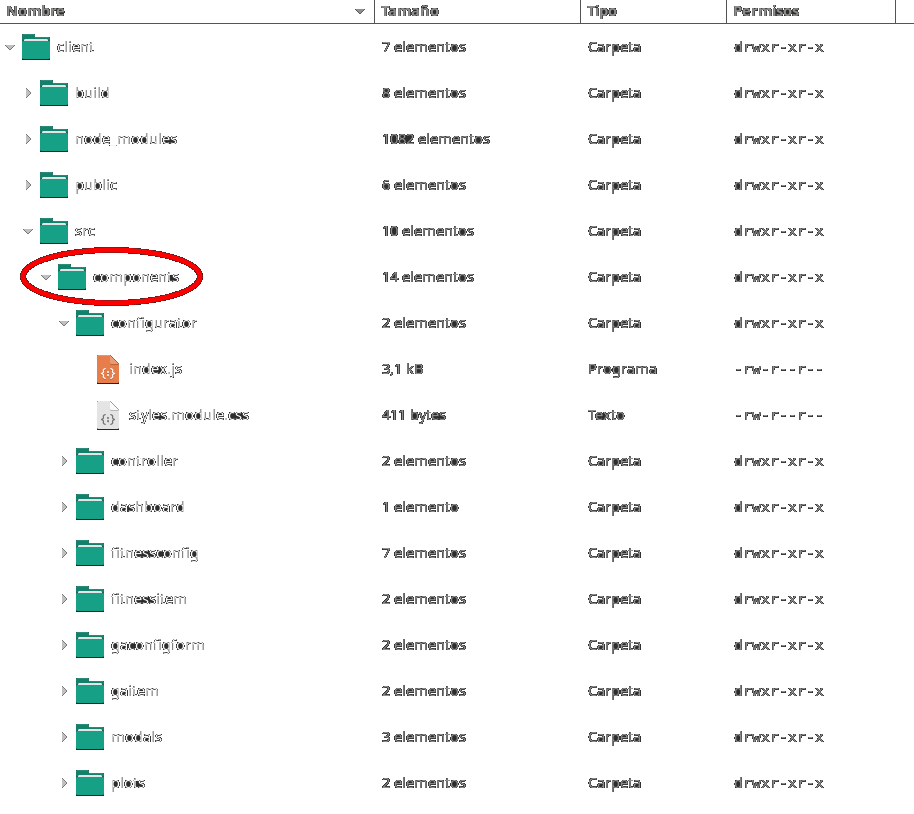 Nombre Tamaño Tipo Permisos
client 7 elementos Carpeta drwxr-xr-x
build 8 elementos Carpeta drwxr-xr-x
node_modules 1082 elementos Carpeta drwxr-xr-x
public 6 elementos Carpeta drwxr-xr-x
src 10 elementos Carpeta drwxr-xr-x
components 14 elementos Carpeta drwxr-xr-x
configurator 2 elementos Carpeta drwxr-xr-x
index.js 3,1 kB Programa -rw-r--r--
styles.module.css 411 bytes Texto -rw-r--r--
controller 2 elementos Carpeta drwxr-xr-x
dashboard 1 elemento Carpeta drwxr-xr-x
fitnessconfig 7 elementos Carpeta drwxr-xr-x
fitnessitem 2 elementos Carpeta drwxr-xr-x
gaconfigform 2 elementos Carpeta drwxr-xr-x
gaitem 2 elementos Carpeta drwxr-xr-x
modals 3 elementos Carpeta drwxr-xr-x
plots 2 elementos Carpeta drwxr-xr-x